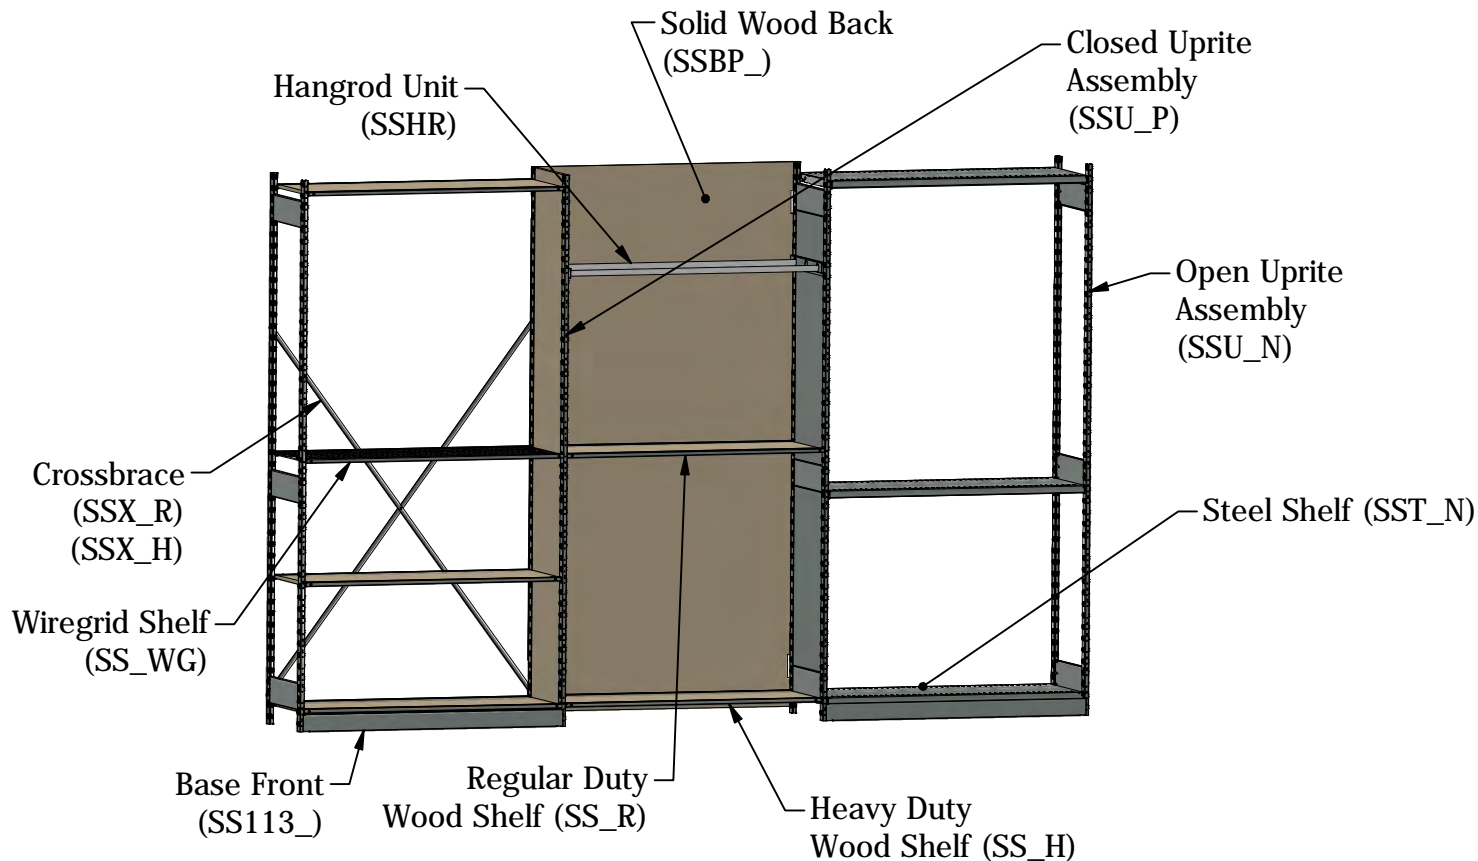 Solid Wood Back
(SSBP_)
Closed Uprite
Assembly
(SSU_P)
Hangrod Unit
(SSHR)
Open Uprite
Assembly
(SSU_N)
Crossbrace
(SSX_R)
(SSX_H)
Steel Shelf (SST_N)
Wiregrid Shelf
(SS_WG)
Base Front
(SS113_)
Regular Duty
Wood Shelf (SS_R)
Heavy Duty
Wood Shelf (SS_H)